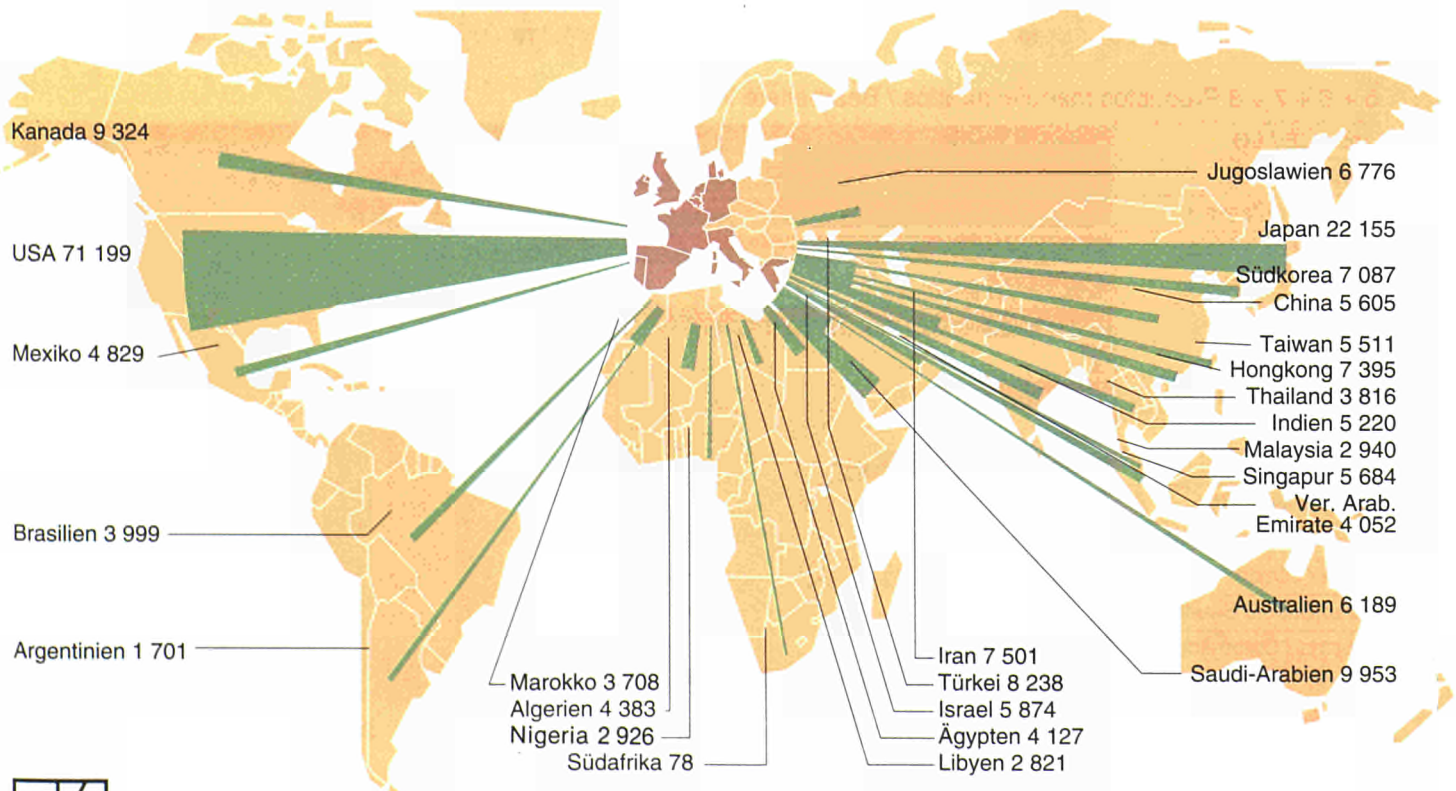 Kanada 9 324
USA 71 199
Mexiko 4 829
Brasilien 3 999
Argentinien 1 701
Marokko 3 708
Algerien 4 383
Nigeria 2 926
Südafrika 78
Iran 7 501
Türkei 8 238
Israel 5 874
Ägypten 4 127
Libyen 2 821
Jugoslawien 6 776
Japan 22 155
Südkorea 7 087
China 5 605
Taiwan 5 511
Hongkong 7 395
Thailand 3 816
Indien 5 220
Malaysia 2 940
Singapur 5 684
Ver. Arab.
Emirate 4 052
Australien 6 189
Saudi-Arabien 9 953